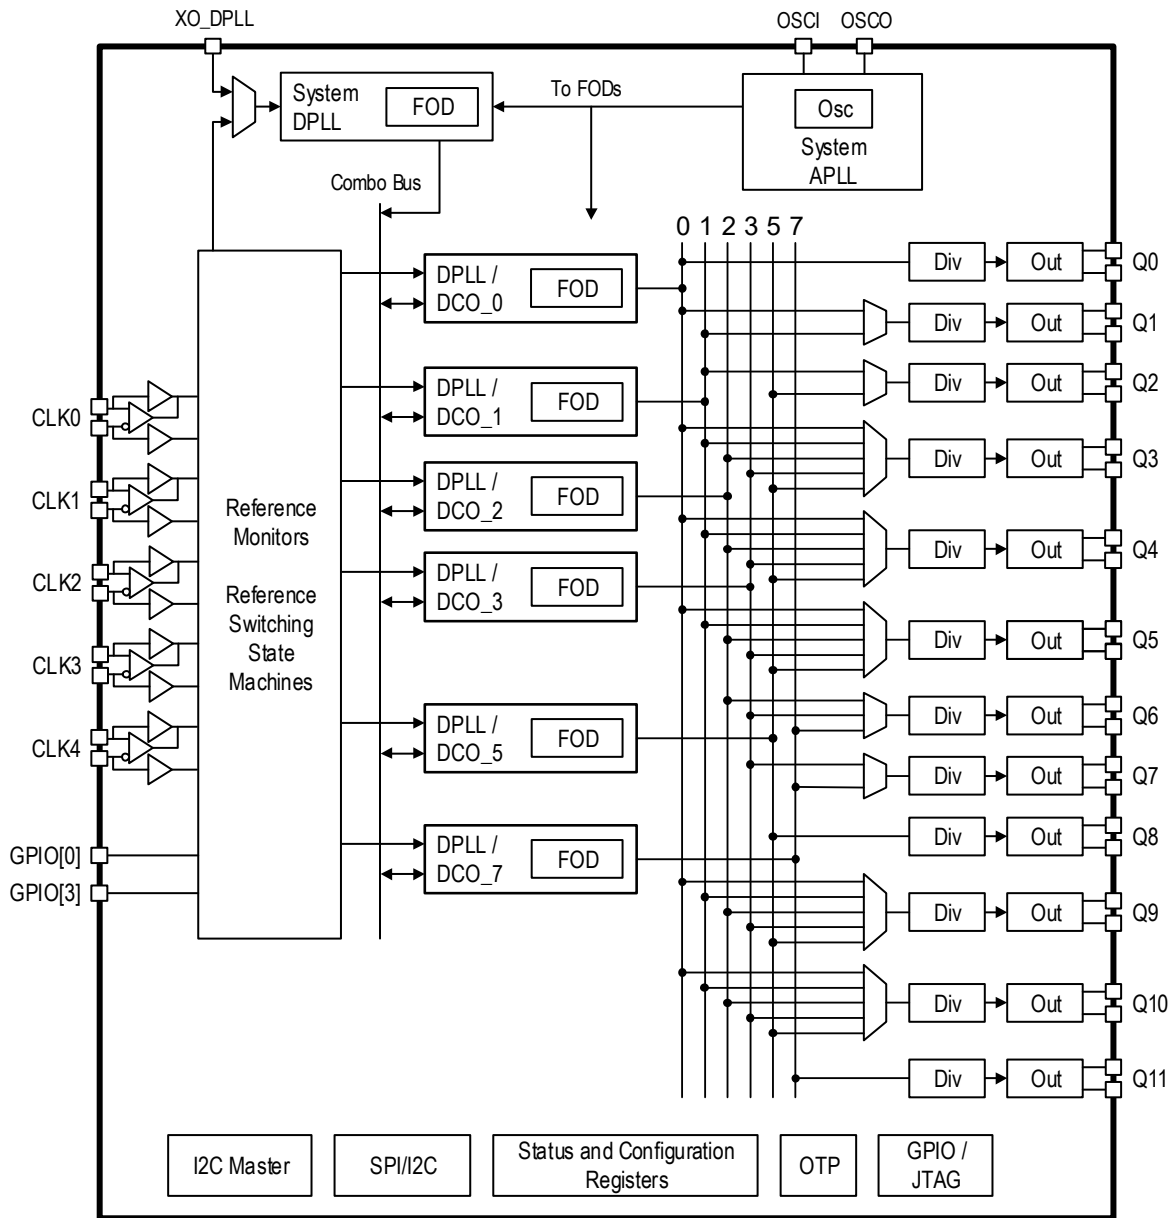 XO_DPLL
OSCI
OSCO
System
DPLL
FOD
To FODs
Osc
System
APLL
Combo Bus
0 1 2 3 5 7
DPLL /
DCO_0
FOD
DPLL /
DCO_1
FOD
DPLL /
DCO_2
FOD
DPLL /
DCO_3
FOD
DPLL /
DCO_5
FOD
DPLL /
DCO_7
FOD
CLK0
CLK1
CLK2
CLK3
CLK4
GPIO[0]
GPIO[3]
Reference
Monitors
Reference
Switching
State
Machines
Div
Out
Q0
Div
Out
Q1
Div
Out
Q2
Div
Out
Q3
Div
Out
Q4
Div
Out
Q5
Div
Out
Q6
Div
Out
Q7
Div
Out
Q8
Div
Out
Q9
Div
Out
Q10
Div
Out
Q11
I2C Master
SPI/I2C
Status and Configuration
Registers
OTP
GPIO /
JTAG